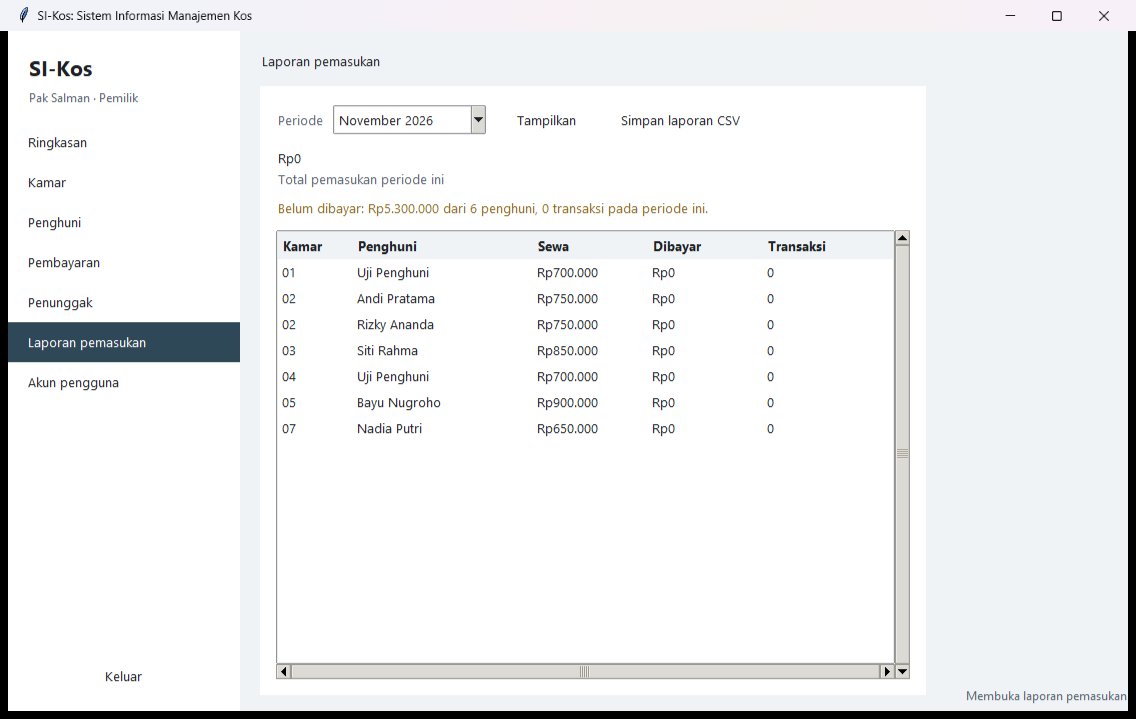 SI-Kos: Sistem Informasi Manajemen Kos
SI-Kos
Pak Salman · Pemilik
Ringkasan
Kamar
Penghuni
Pembayaran
Penunggak
Laporan pemasukan
Akun pengguna
Keluar
Laporan pemasukan
Periode November 2026 Tampilkan Simpan laporan CSV
Rp0
Total pemasukan periode ini
Belum dibayar: Rp5.300.000 dari 6 penghuni, 0 transaksi pada periode ini.
Kamar Penghuni Sewa Dibayar Transaksi
01 Uji Penghuni Rp700.000 Rp0 0
02 Andi Pratama Rp750.000 Rp0 0
02 Rizky Ananda Rp750.000 Rp0 0
03 Siti Rahma Rp850.000 Rp0 0
04 Uji Penghuni Rp700.000 Rp0 0
05 Bayu Nugroho Rp900.000 Rp0 0
07 Nadia Putri Rp650.000 Rp0 0
Membuka laporan pemasukan